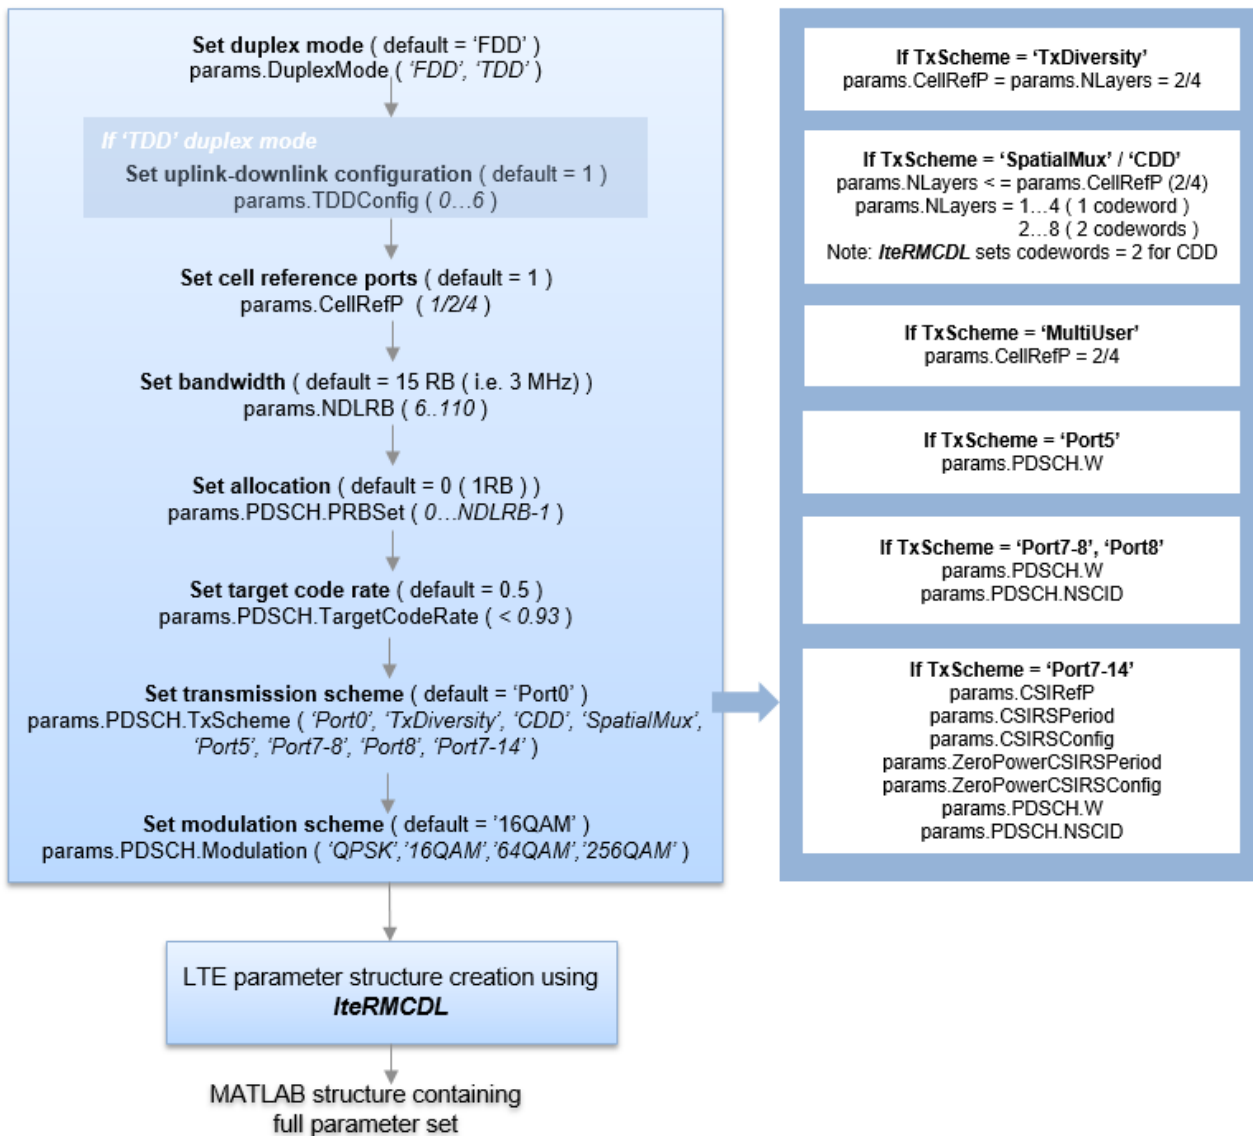 Set duplex mode ( default = ‘FDD’ )
params.DuplexMode ( ‘FDD’, ‘TDD’ )
If ‘TDD’ duplex mode
Set uplink-downlink configuration ( default = 1 )
params.TDDConfig ( 0...6 )
Set cell reference ports ( default = 1 )
params.CellRefP ( 1/2/4 )
Set bandwidth ( default = 15 RB ( i.e. 3 MHz) )
params.NDLRB ( 6..110 )
Set allocation ( default = 0 ( 1RB ) )
params.PDSCH.PRBSet ( 0...NDLRB-1 )
Set target code rate ( default = 0.5 )
params.PDSCH.TargetCodeRate ( < 0.93 )
Set transmission scheme ( default = ‘Port0’ )
params.PDSCH.TxScheme ( ‘Port0’, ‘TxDiversity’, ‘CDD’, ‘SpatialMux’,
‘Port5’, ‘Port7-8’, ‘Port8’, ‘Port7-14’ )
Set modulation scheme ( default = ’16QAM’ )
params.PDSCH.Modulation ( ‘QPSK’,’16QAM’,’64QAM’,’256QAM’ )
LTE parameter structure creation using
lteRMCDL
MATLAB structure containing
full parameter set
If TxScheme = ‘TxDiversity’
params.CellRefP = params.NLayers = 2/4
If TxScheme = ‘SpatialMux’ / ‘CDD’
params.NLayers < = params.CellRefP (2/4)
params.NLayers = 1...4 ( 1 codeword )
2...8 ( 2 codewords )
Note: lteRMCDL sets codewords = 2 for CDD
If TxScheme = ‘MultiUser’
params.CellRefP = 2/4
If TxScheme = ‘Port5’
params.PDSCH.W
If TxScheme = ‘Port7-8’, ‘Port8’
params.PDSCH.W
params.PDSCH.NSCID
If TxScheme = ‘Port7-14’
params.CSIRefP
params.CSIRSPeriod
params.CSIRSConfig
params.ZeroPowerCSIRSPeriod
params.ZeroPowerCSIRSConfig
params.PDSCH.W
params.PDSCH.NSCID